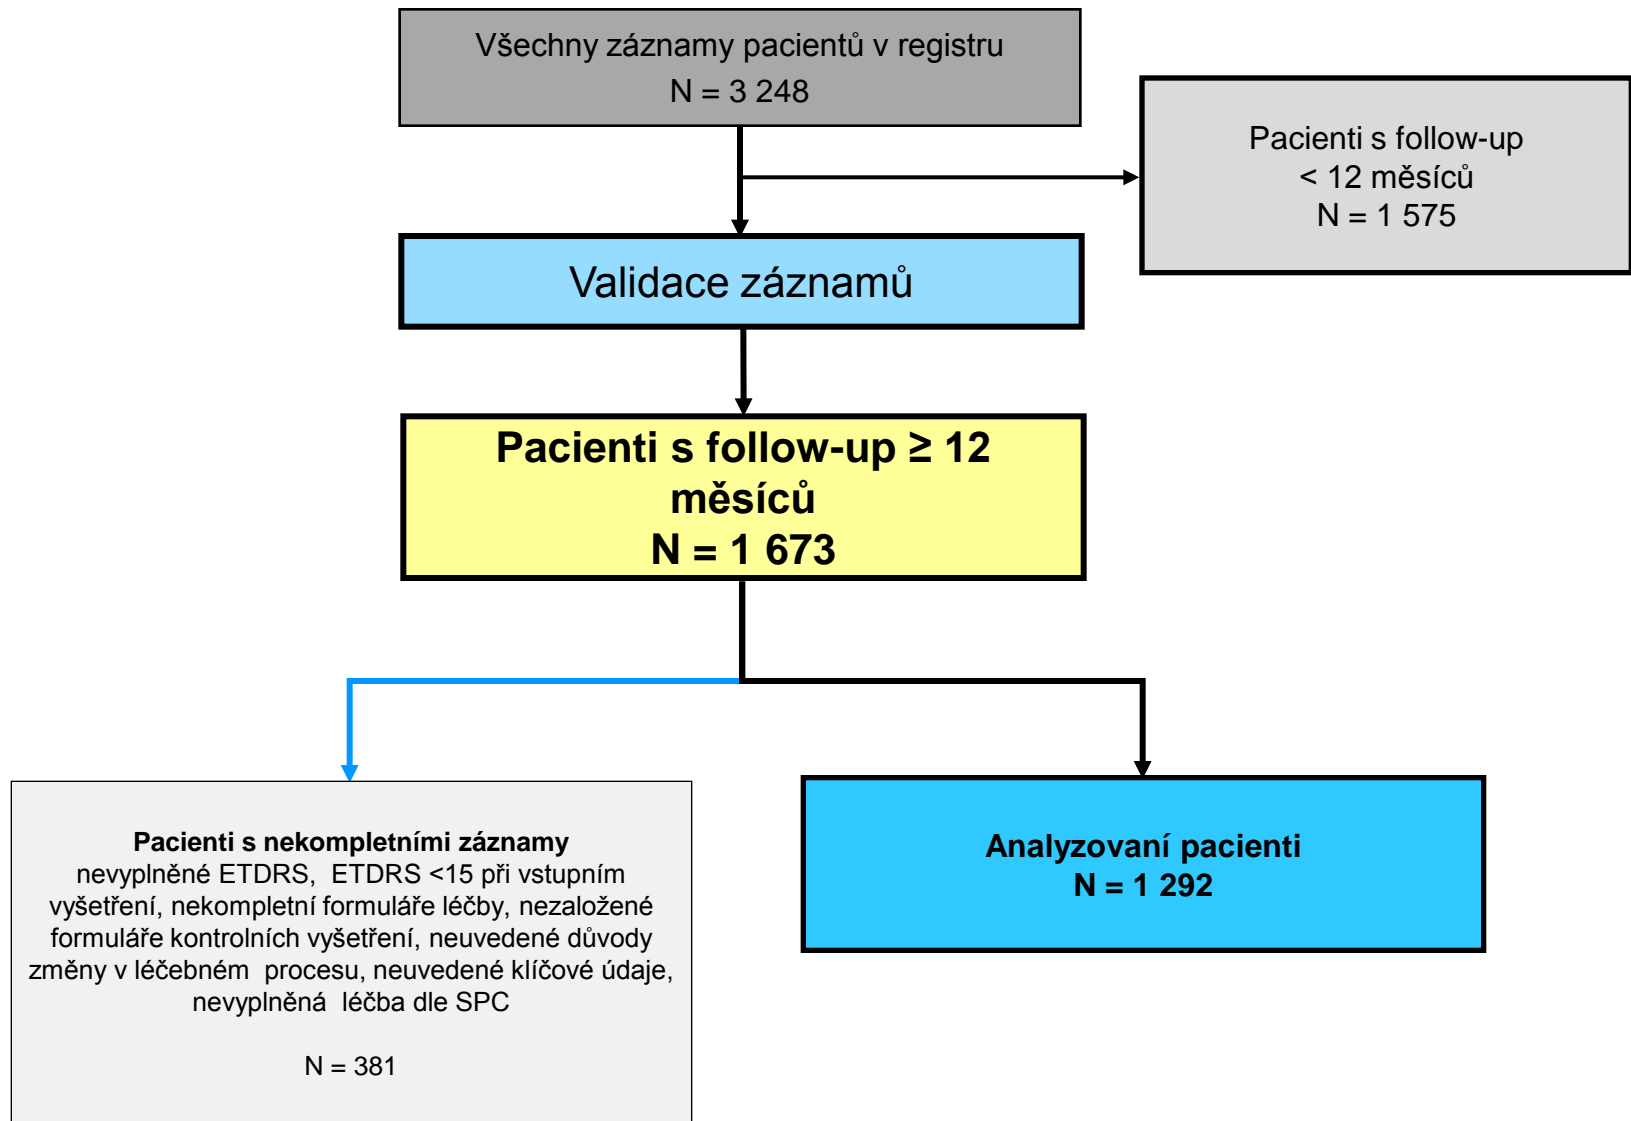 Všechny záznamy pacientů v registru
N = 3 248
Pacienti s follow-up
< 12 měsíců
N = 1 575
Validace záznamů
Pacienti s follow-up ≥ 12
měsíců
N = 1 673
Pacienti s nekompletními záznamy
nevyplněné ETDRS, ETDRS <15 při vstupním
vyšetření, nekompletní formuláře léčby, nezaložené
formuláře kontrolních vyšetření, neuvedené důvody
změny v léčebném procesu, neuvedené klíčové údaje,
nevyplněná léčba dle SPC
N = 381
Analyzovaní pacienti
N = 1 292